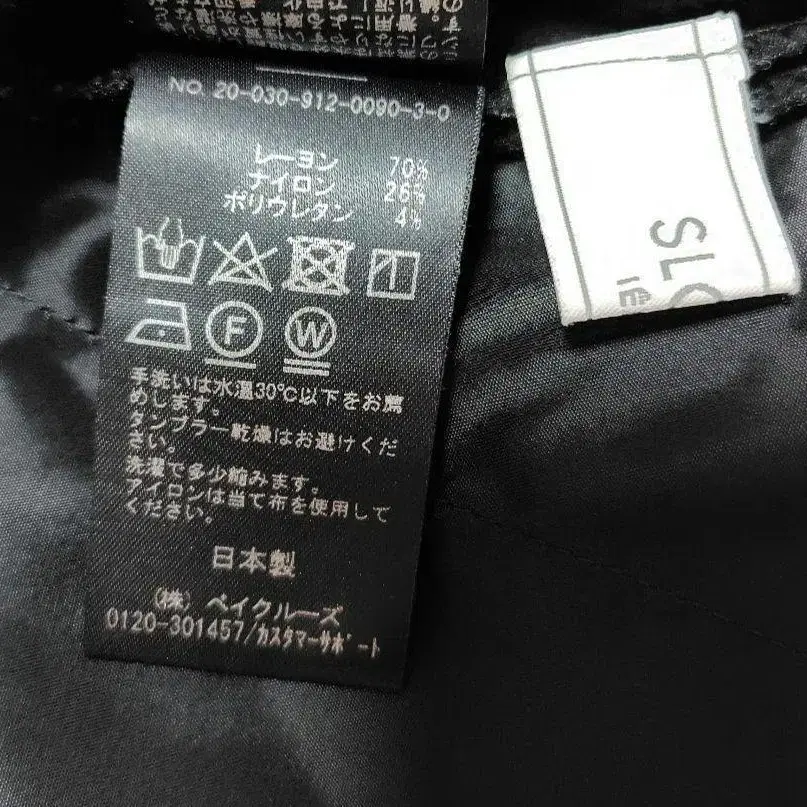 NO. 20-030-912-0090-3-0
レーヨン 70%
ナイロン 26%
ポリウレタン 4%
F W
手洗いは水温30℃以下をお薦
めします。
タンブラー乾燥はお避けくだ
さい。
洗濯で多少縮みます。
アイロンは当て布を使用して
ください。
日本製
(株) ベイクルーズ
0120-301457/カスタマーサポート
SLO